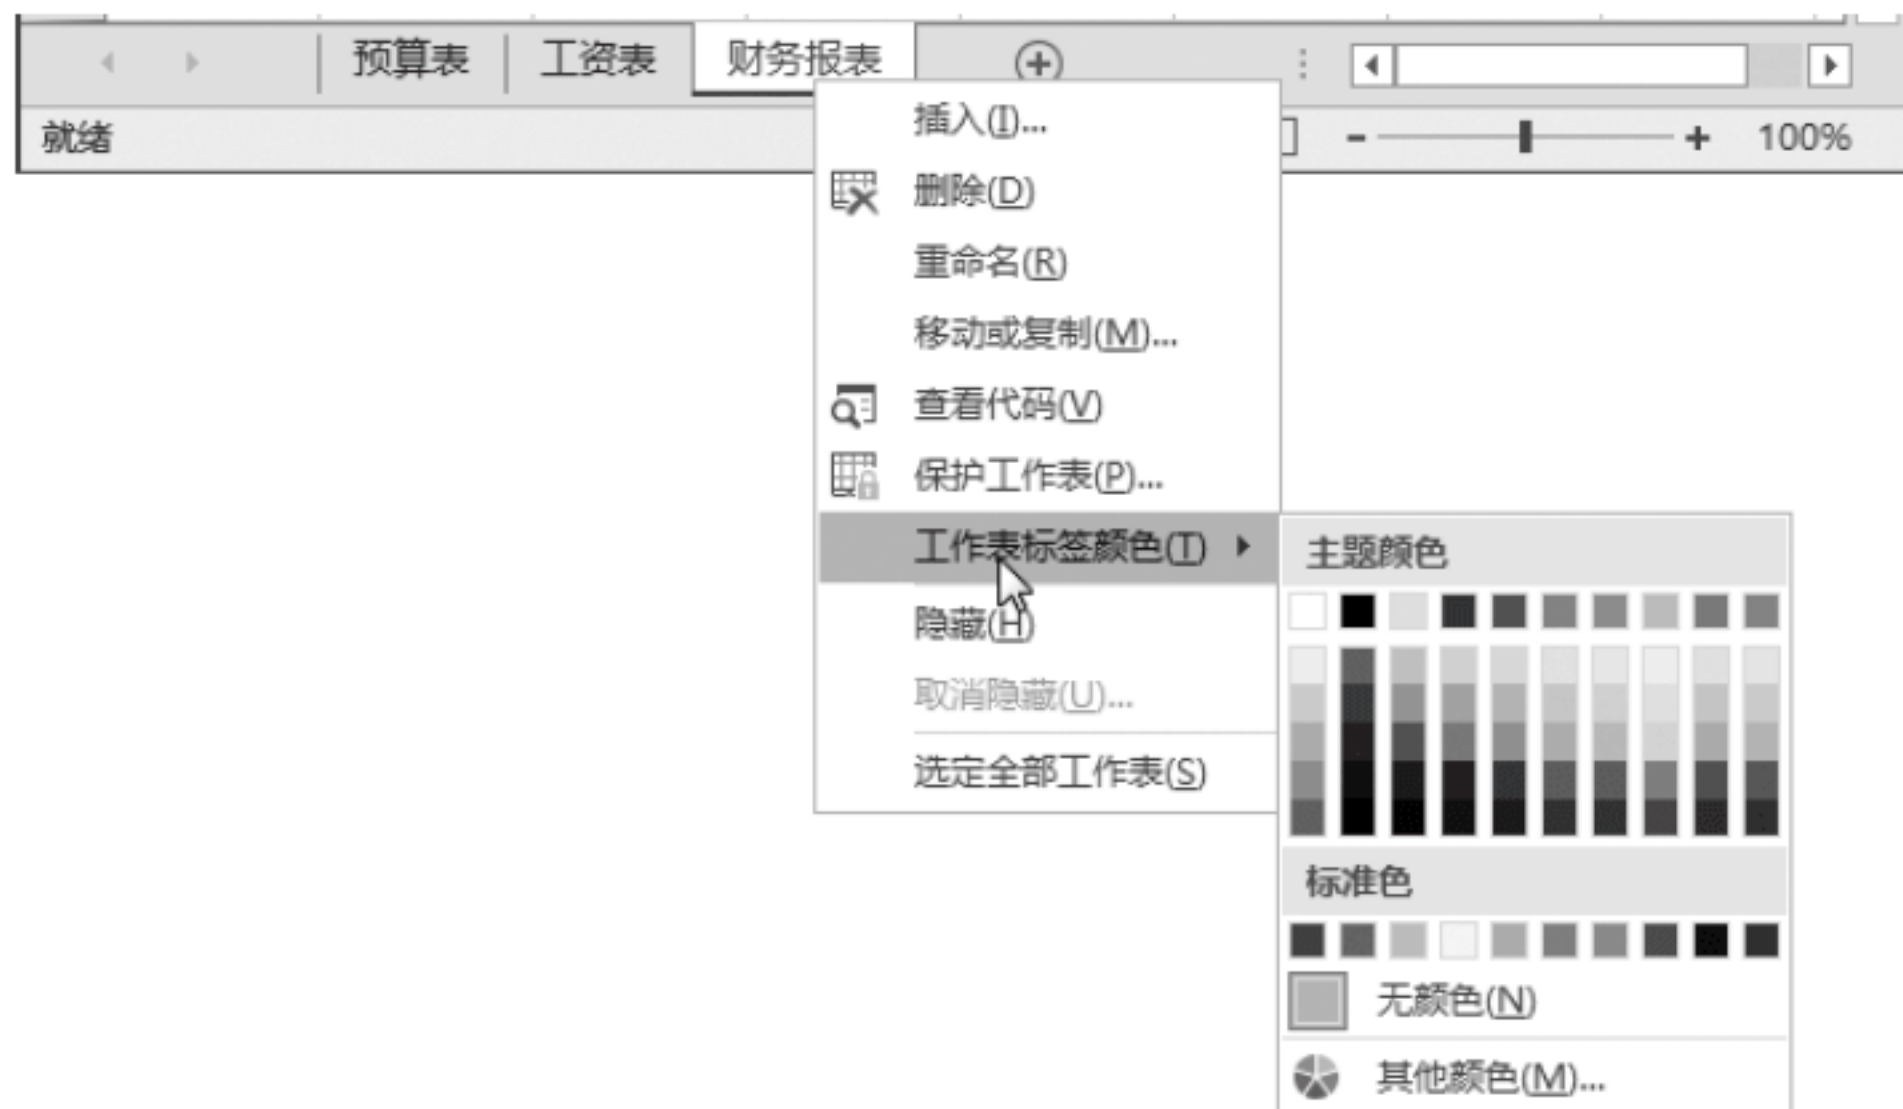 预算表 工资表 财务报表
就绪 100%
插入(I)...
删除(D)
重命名(R)
移动或复制(M)...
查看代码(V)
保护工作表(P)...
工作表标签颜色(T)
隐藏(H)
取消隐藏(U)...
选定全部工作表(S)
主题颜色
标准色
无颜色(N)
其他颜色(M)...